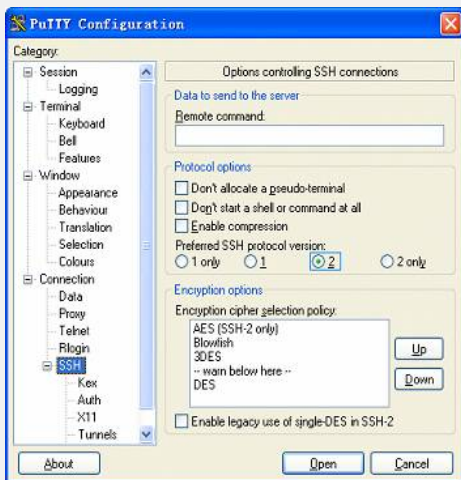 PuTTY Configuration
Category:
Session
Logging
Terminal
Keyboard
Bell
Features
Window
Appearance
Behaviour
Translation
Selection
Colours
Connection
Data
Proxy
Telnet
Rlogin
SSH
Kex
Auth
X11
Tunnels
Options controlling SSH connections
Data to send to the server
Remote command:
Protocol options
Don't allocate a pseudo-terminal
Don't start a shell or command at all
Enable compression
Preferred SSH protocol version:
1 only 1 2 2 only
Encryption options
Encryption cipher selection policy:
AES (SSH-2 only)
Blowfish
3DES
-- warn below here --
DES
Up
Down
Enable legacy use of single-DES in SSH-2
About Open Cancel